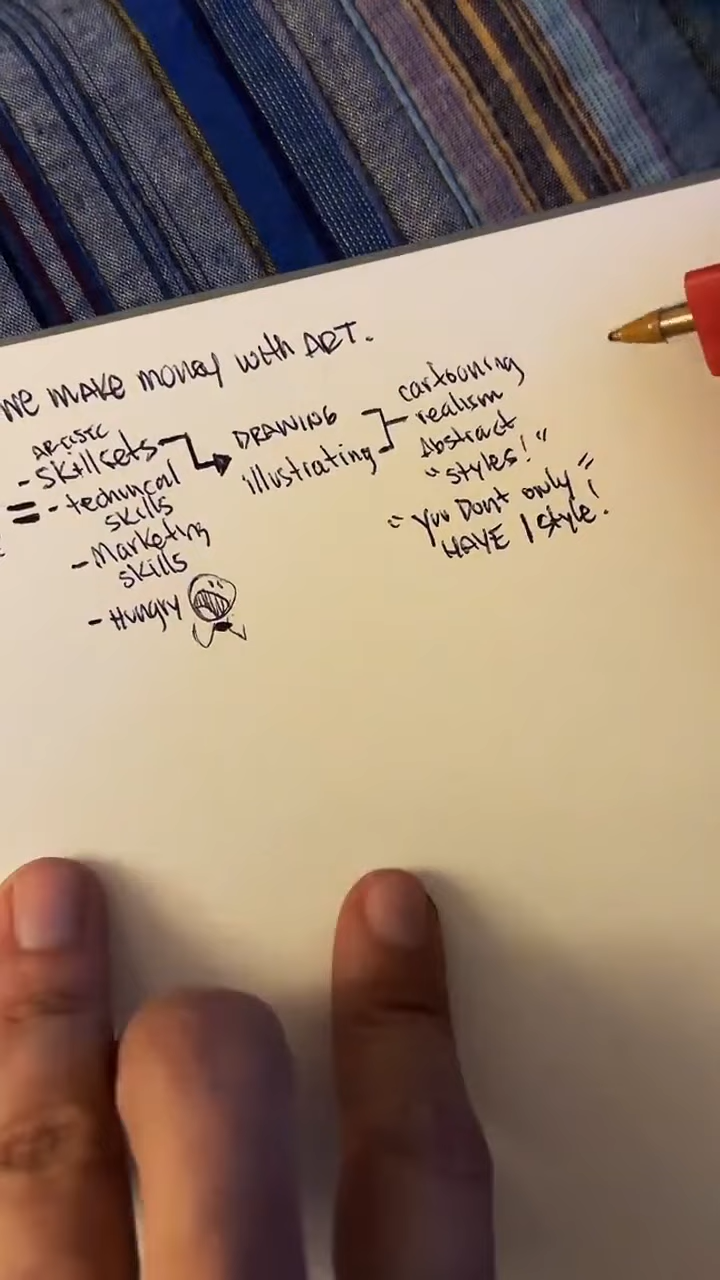 we make money with ART.
ARTISTIC
- skillsets
= - technycal
skills
- Marketing
skills
- Hungry
DRAWING
illustrating
cartooning
realism
Abstract
"styles!"
"You Dont only"
HAVE 1 style!